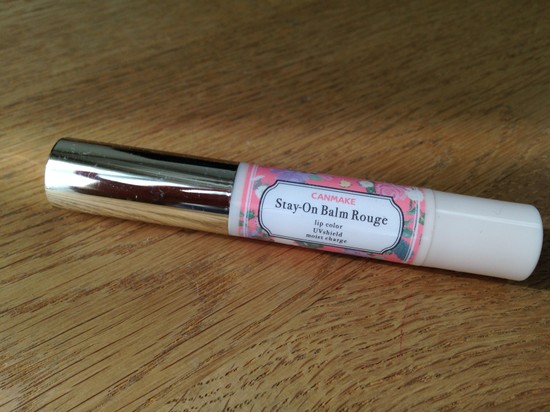 CANMAKE
Stay-On Balm Rouge
lip color
UVshield
moist charge